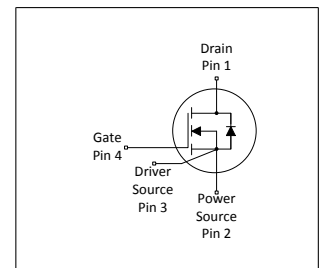 Drain
Pin 1
Gate
Pin 4
Driver
Source
Pin 3
Power
Source
Pin 2